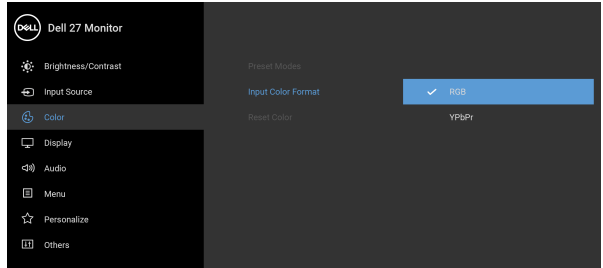 DELL Dell 27 Monitor
Brightness/Contrast
Preset Modes
Input Source
Input Color Format
✓ RGB
Color
Reset Color
YPbPr
Display
Audio
Menu
Personalize
Others